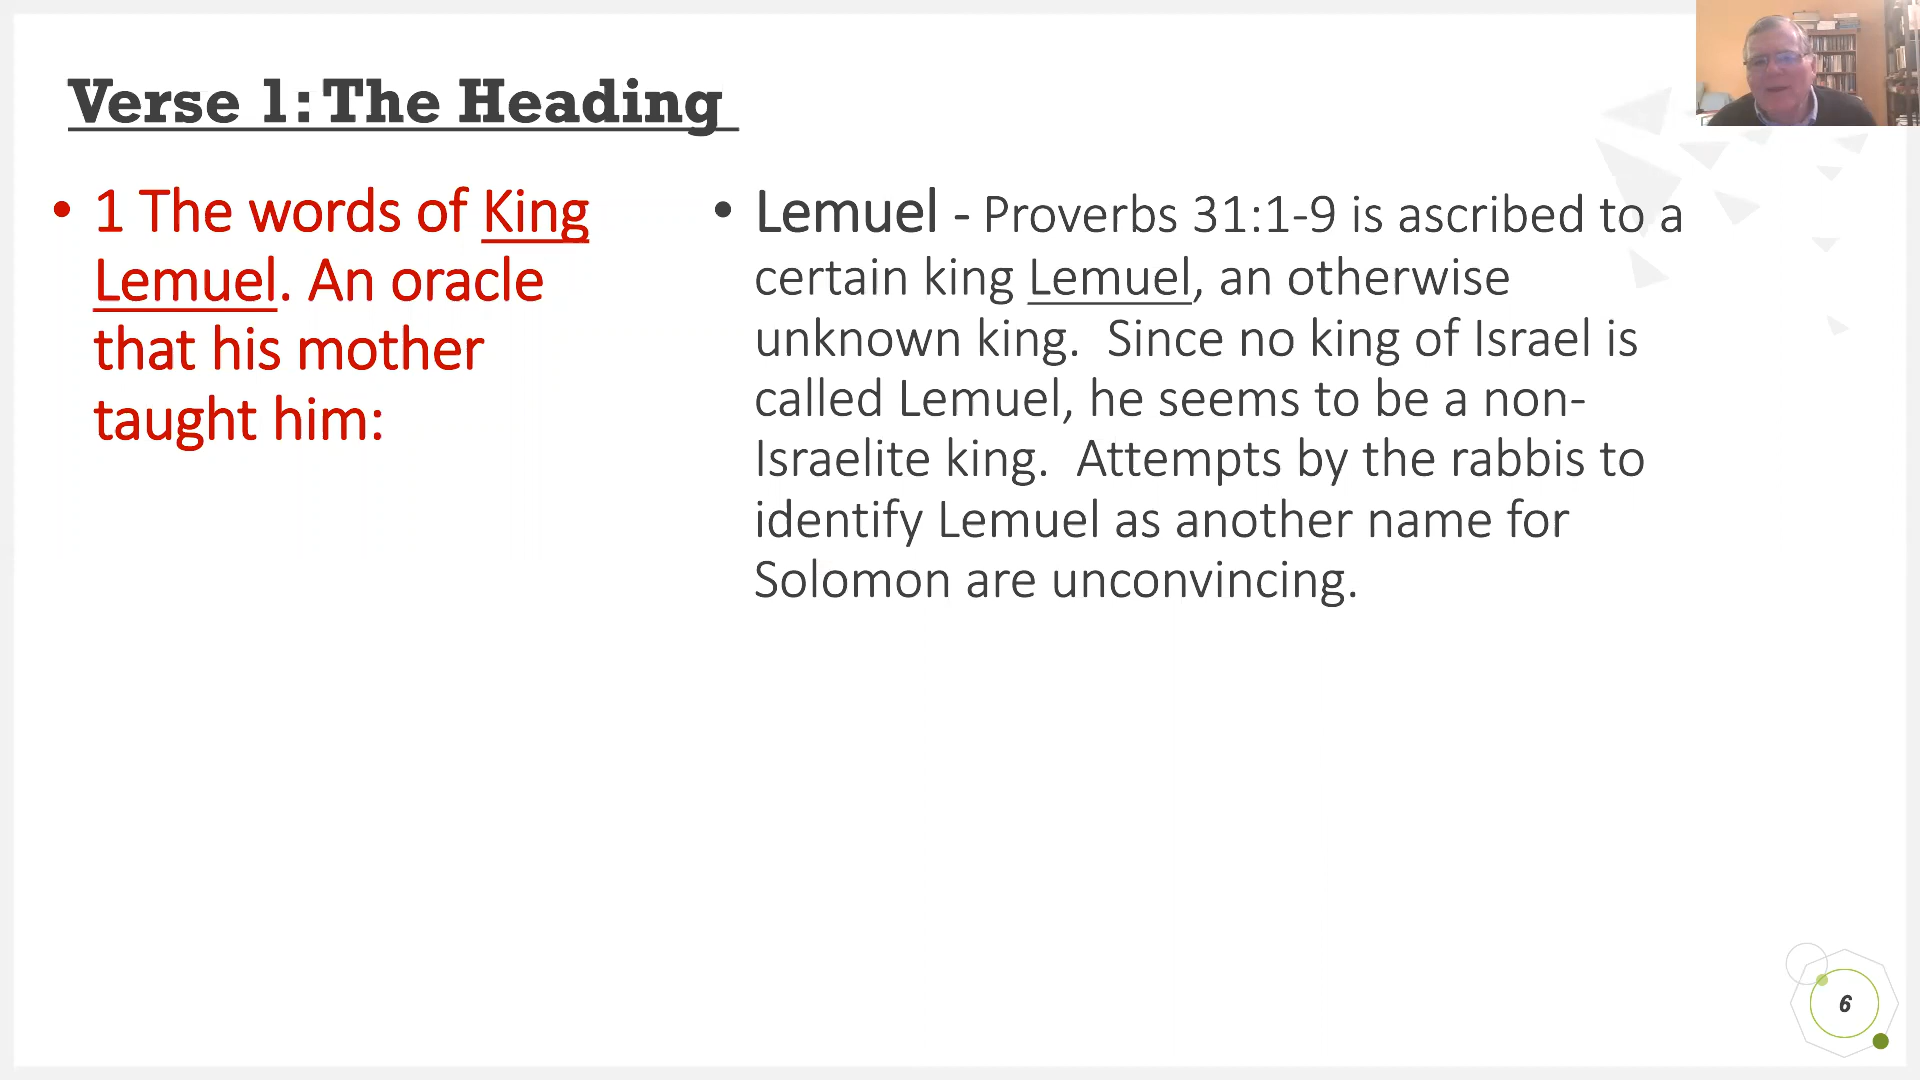 Verse 1: The Heading
• 1 The words of King
Lemuel. An oracle
that his mother
taught him:
• Lemuel - Proverbs 31:1-9 is ascribed to a
certain king Lemuel, an otherwise
unknown king.  Since no king of Israel is
called Lemuel, he seems to be a non-
Israelite king.  Attempts by the rabbis to
identify Lemuel as another name for
Solomon are unconvincing.
6